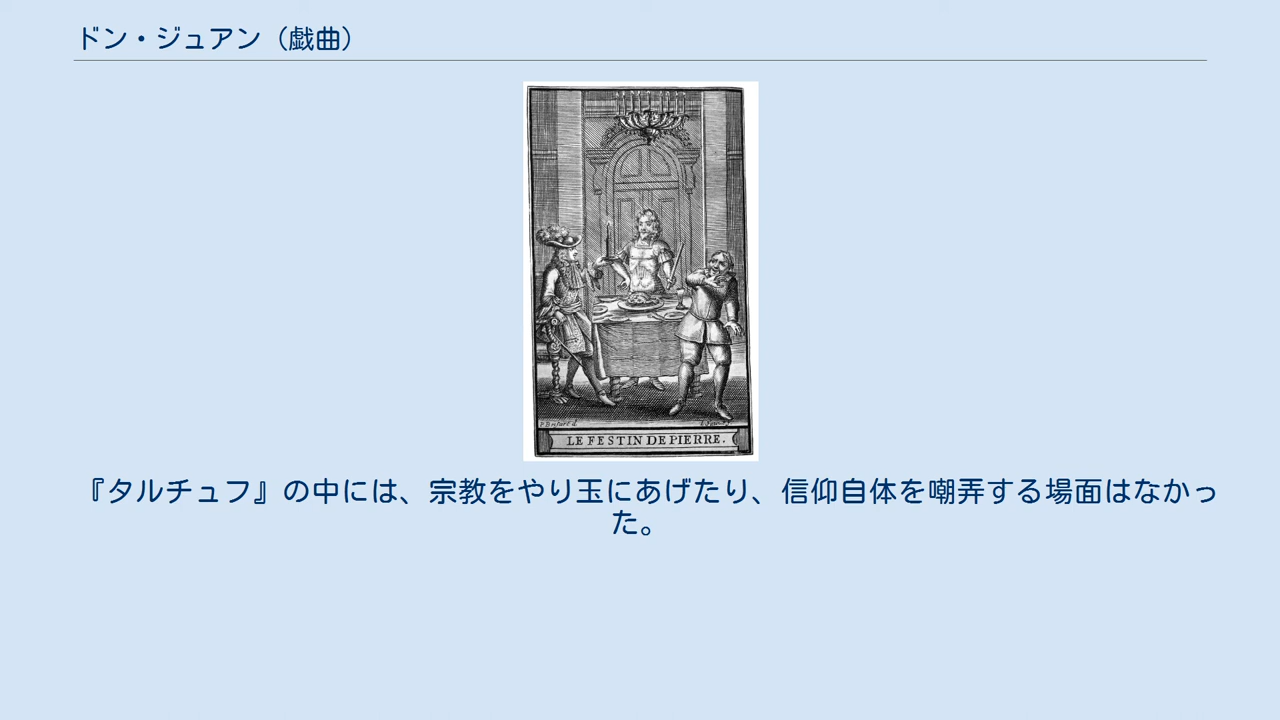 ドン・ジュアン（戯曲）
LE FESTIN DE PIERRE.
『タルチュフ』の中には、宗教をやり玉にあげたり、信仰自体を嘲弄する場面はなかっ
た。